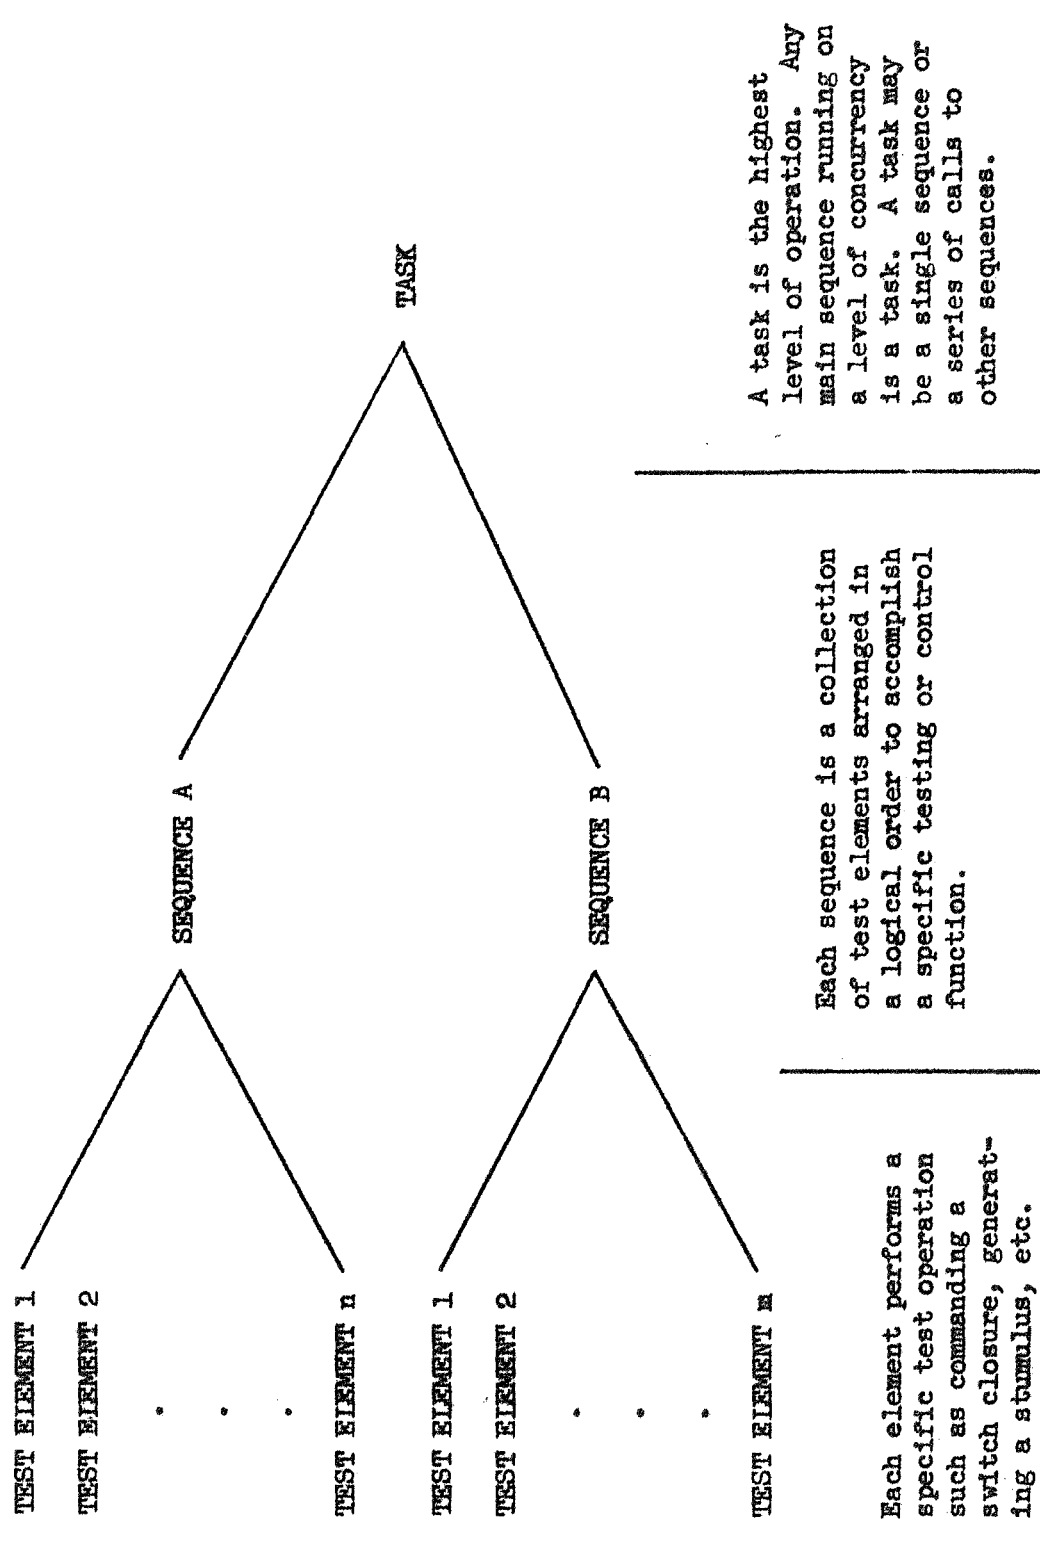 TEST ELEMENT 1
TEST ELEMENT 2
.
.
.
TEST ELEMENT n
TEST ELEMENT 1
TEST ELEMENT 2
.
.
.
TEST ELEMENT m
SEQUENCE A
SEQUENCE B
TASK
Each element performs a
specific test operation
such as commanding a
switch closure, generat-
ing a stumulus, etc.
Each sequence is a collection
of test elements arranged in
a logical order to accomplish
a specific testing or control
function.
A task is the highest
level of operation. Any
main sequence running on
a level of concurrency
is a task. A task may
be a single sequence or
a series of calls to
other sequences.